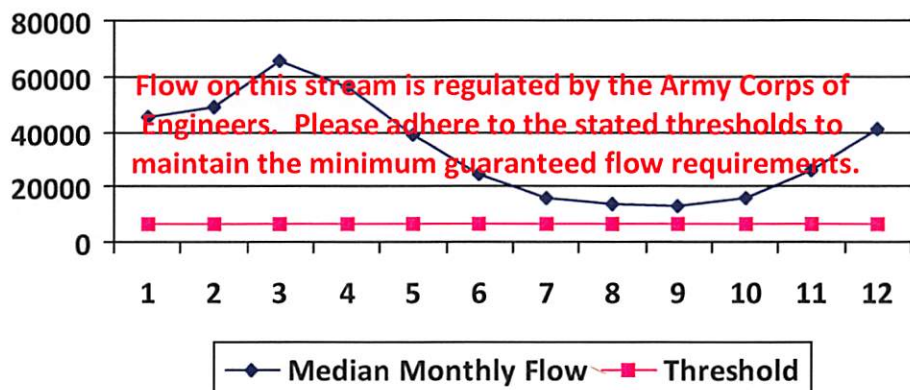 80000
60000
40000
20000
0
Flow on this stream is regulated by the Army Corps of
Engineers. Please adhere to the stated thresholds to
maintain the minimum guaranteed flow requirements.
1 2 3 4 5 6 7 8 9 10 11 12
Median Monthly Flow Threshold